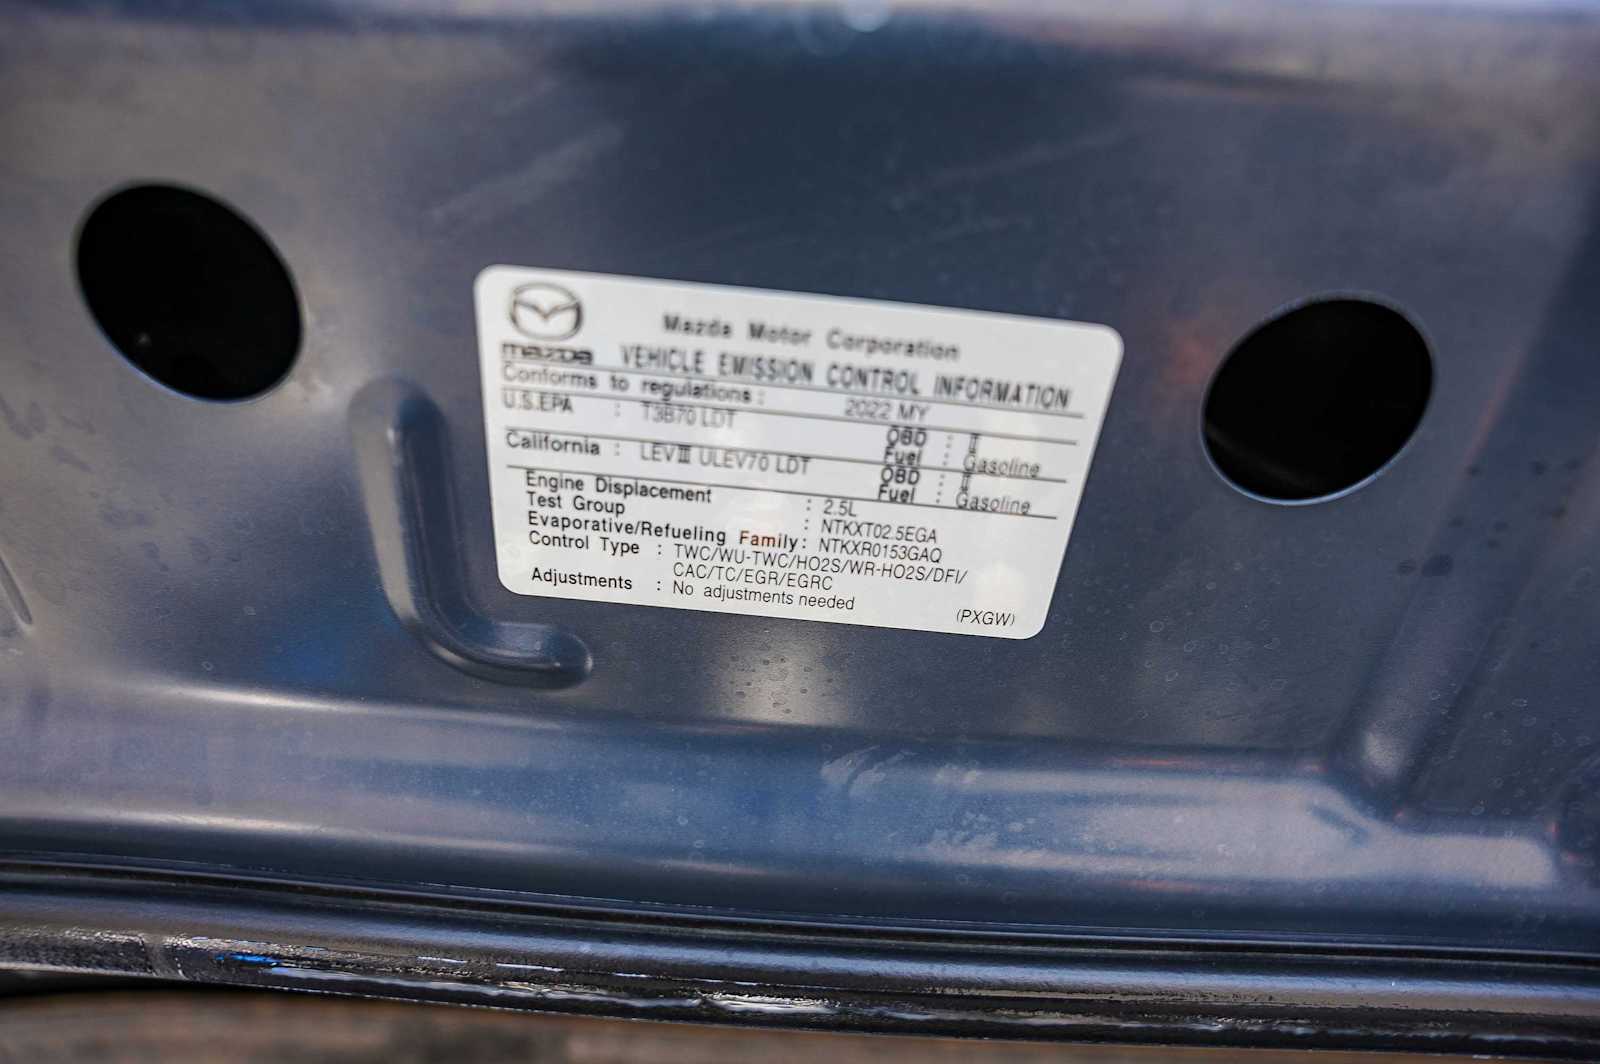 Mazda Motor Corporation
mazda VEHICLE EMISSION CONTROL INFORMATION
Conforms to regulations : 2022 MY
U.S.EPA : T3B70 LDT OBD : II
Fuel : Gasoline
California : LEVⅢ ULEV70 LDT OBD : II
Fuel : Gasoline
Engine Displacement : 2.5L
Test Group : NTKXT02.5EGA
Evaporative/Refueling Family : NTKXR0153GAQ
Control Type : TWC/WU-TWC/HO2S/WR-HO2S/DFI/
CAC/TC/EGR/EGRC
Adjustments : No adjustments needed
(PXGW)